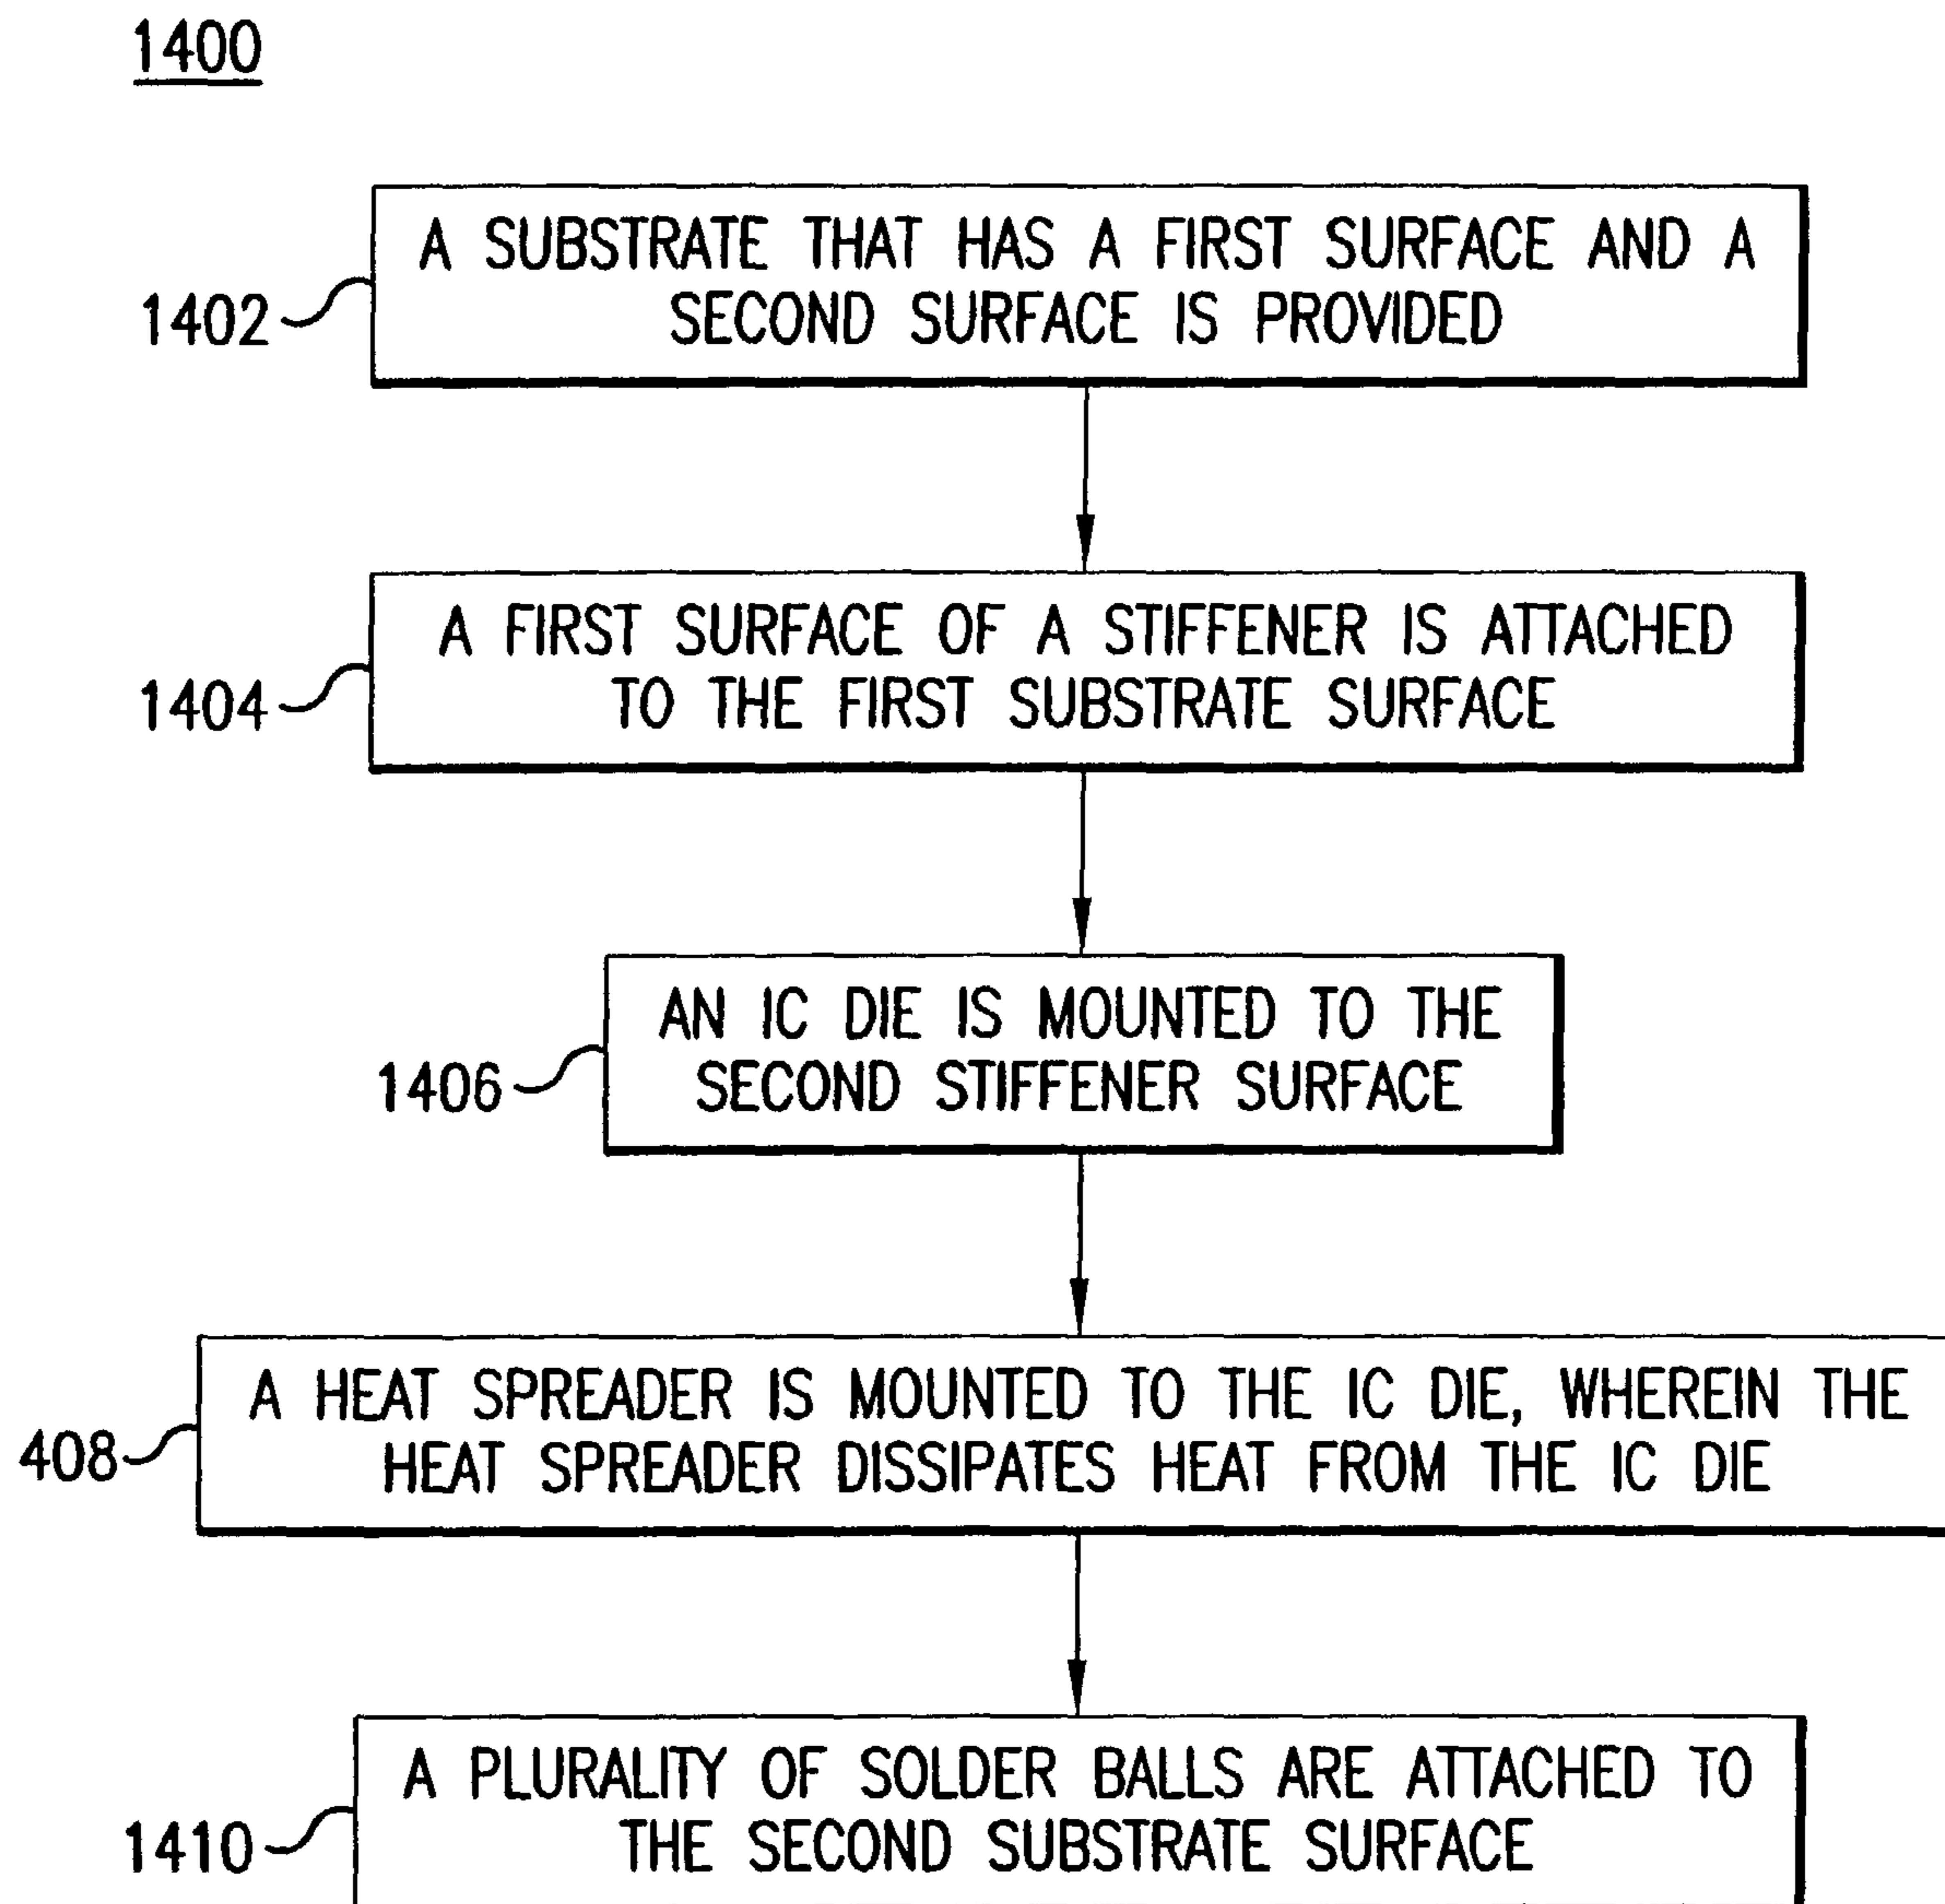 1400
A SUBSTRATE THAT HAS A FIRST SURFACE AND A
SECOND SURFACE IS PROVIDED
1402
A FIRST SURFACE OF A STIFFENER IS ATTACHED
TO THE FIRST SUBSTRATE SURFACE
1404
AN IC DIE IS MOUNTED TO THE
SECOND STIFFENER SURFACE
1406
A HEAT SPREADER IS MOUNTED TO THE IC DIE, WHEREIN THE
HEAT SPREADER DISSIPATES HEAT FROM THE IC DIE
408
A PLURALITY OF SOLDER BALLS ARE ATTACHED TO
THE SECOND SUBSTRATE SURFACE
1410